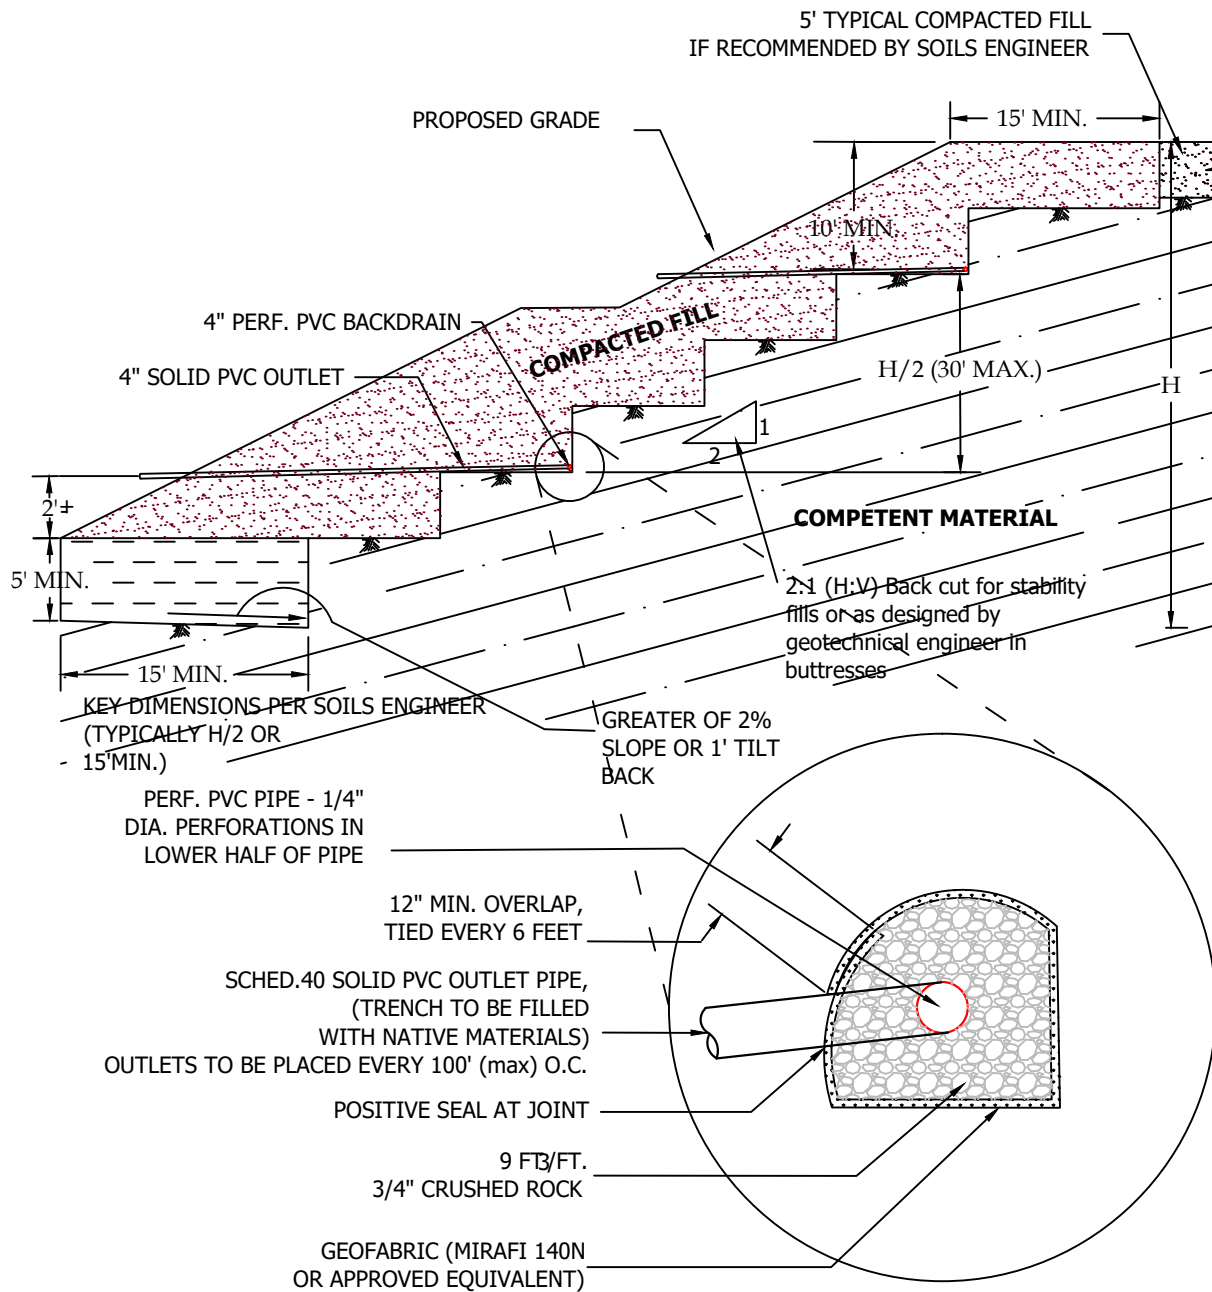 5' TYPICAL COMPACTED FILL
IF RECOMMENDED BY SOILS ENGINEER
15' MIN.
PROPOSED GRADE
10' MIN.
4" PERF. PVC BACKDRAIN
COMPACTED FILL
4" SOLID PVC OUTLET
H/2 (30' MAX.)
H
1
2
2'±
COMPETENT MATERIAL
5' MIN.
2:1 (H:V) Back cut for stability
fills or as designed by
geotechnical engineer in
buttresses
15' MIN.
KEY DIMENSIONS PER SOILS ENGINEER
(TYPICALLY H/2 OR
15'MIN.)
GREATER OF 2%
SLOPE OR 1' TILT
BACK
PERF. PVC PIPE - 1/4"
DIA. PERFORATIONS IN
LOWER HALF OF PIPE
12" MIN. OVERLAP,
TIED EVERY 6 FEET
SCHED.40 SOLID PVC OUTLET PIPE,
(TRENCH TO BE FILLED
WITH NATIVE MATERIALS)
OUTLETS TO BE PLACED EVERY 100' (max) O.C.
POSITIVE SEAL AT JOINT
9 FT3/FT.
3/4" CRUSHED ROCK
GEOFABRIC (MIRAFI 140N
OR APPROVED EQUIVALENT)